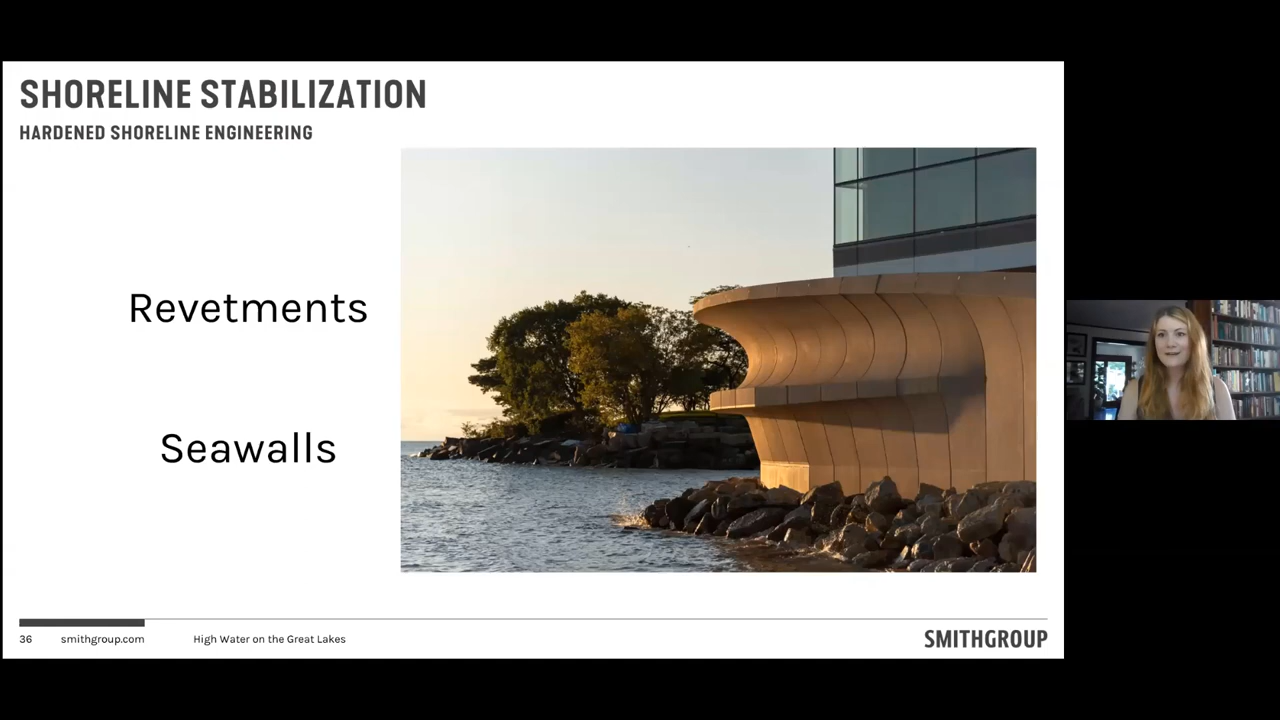 SHORELINE STABILIZATION
HARDENED SHORELINE ENGINEERING
Revetments
Seawalls
36 smithgroup.com High Water on the Great Lakes SMITHGROUP